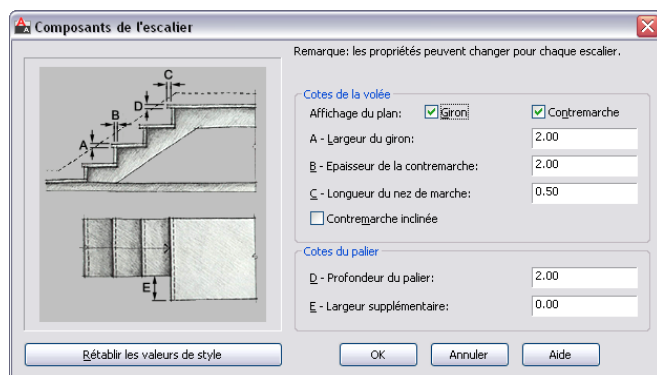 Composants de l'escalier
Remarque: les propriétés peuvent changer pour chaque escalier.
C
D
B
A
E
Cotes de la volée
Affichage du plan: Giron Contremarche
A - Largeur du giron: 2.00
B - Epaisseur de la contremarche: 2.00
C - Longueur du nez de marche: 0.50
Contremarche inclinée
Cotes du palier
D - Profondeur du palier: 2.00
E - Largeur supplémentaire: 0.00
Rétablir les valeurs de style OK Annuler Aide